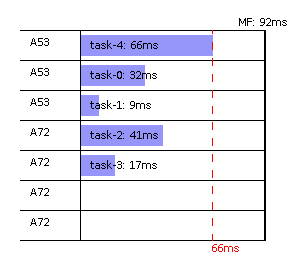 MF: 92ms
A53 task-4: 66ms
A53 task-0: 32ms
A53 task-1: 9ms
A72 task-2: 41ms
A72 task-3: 17ms
A72
A72
66ms